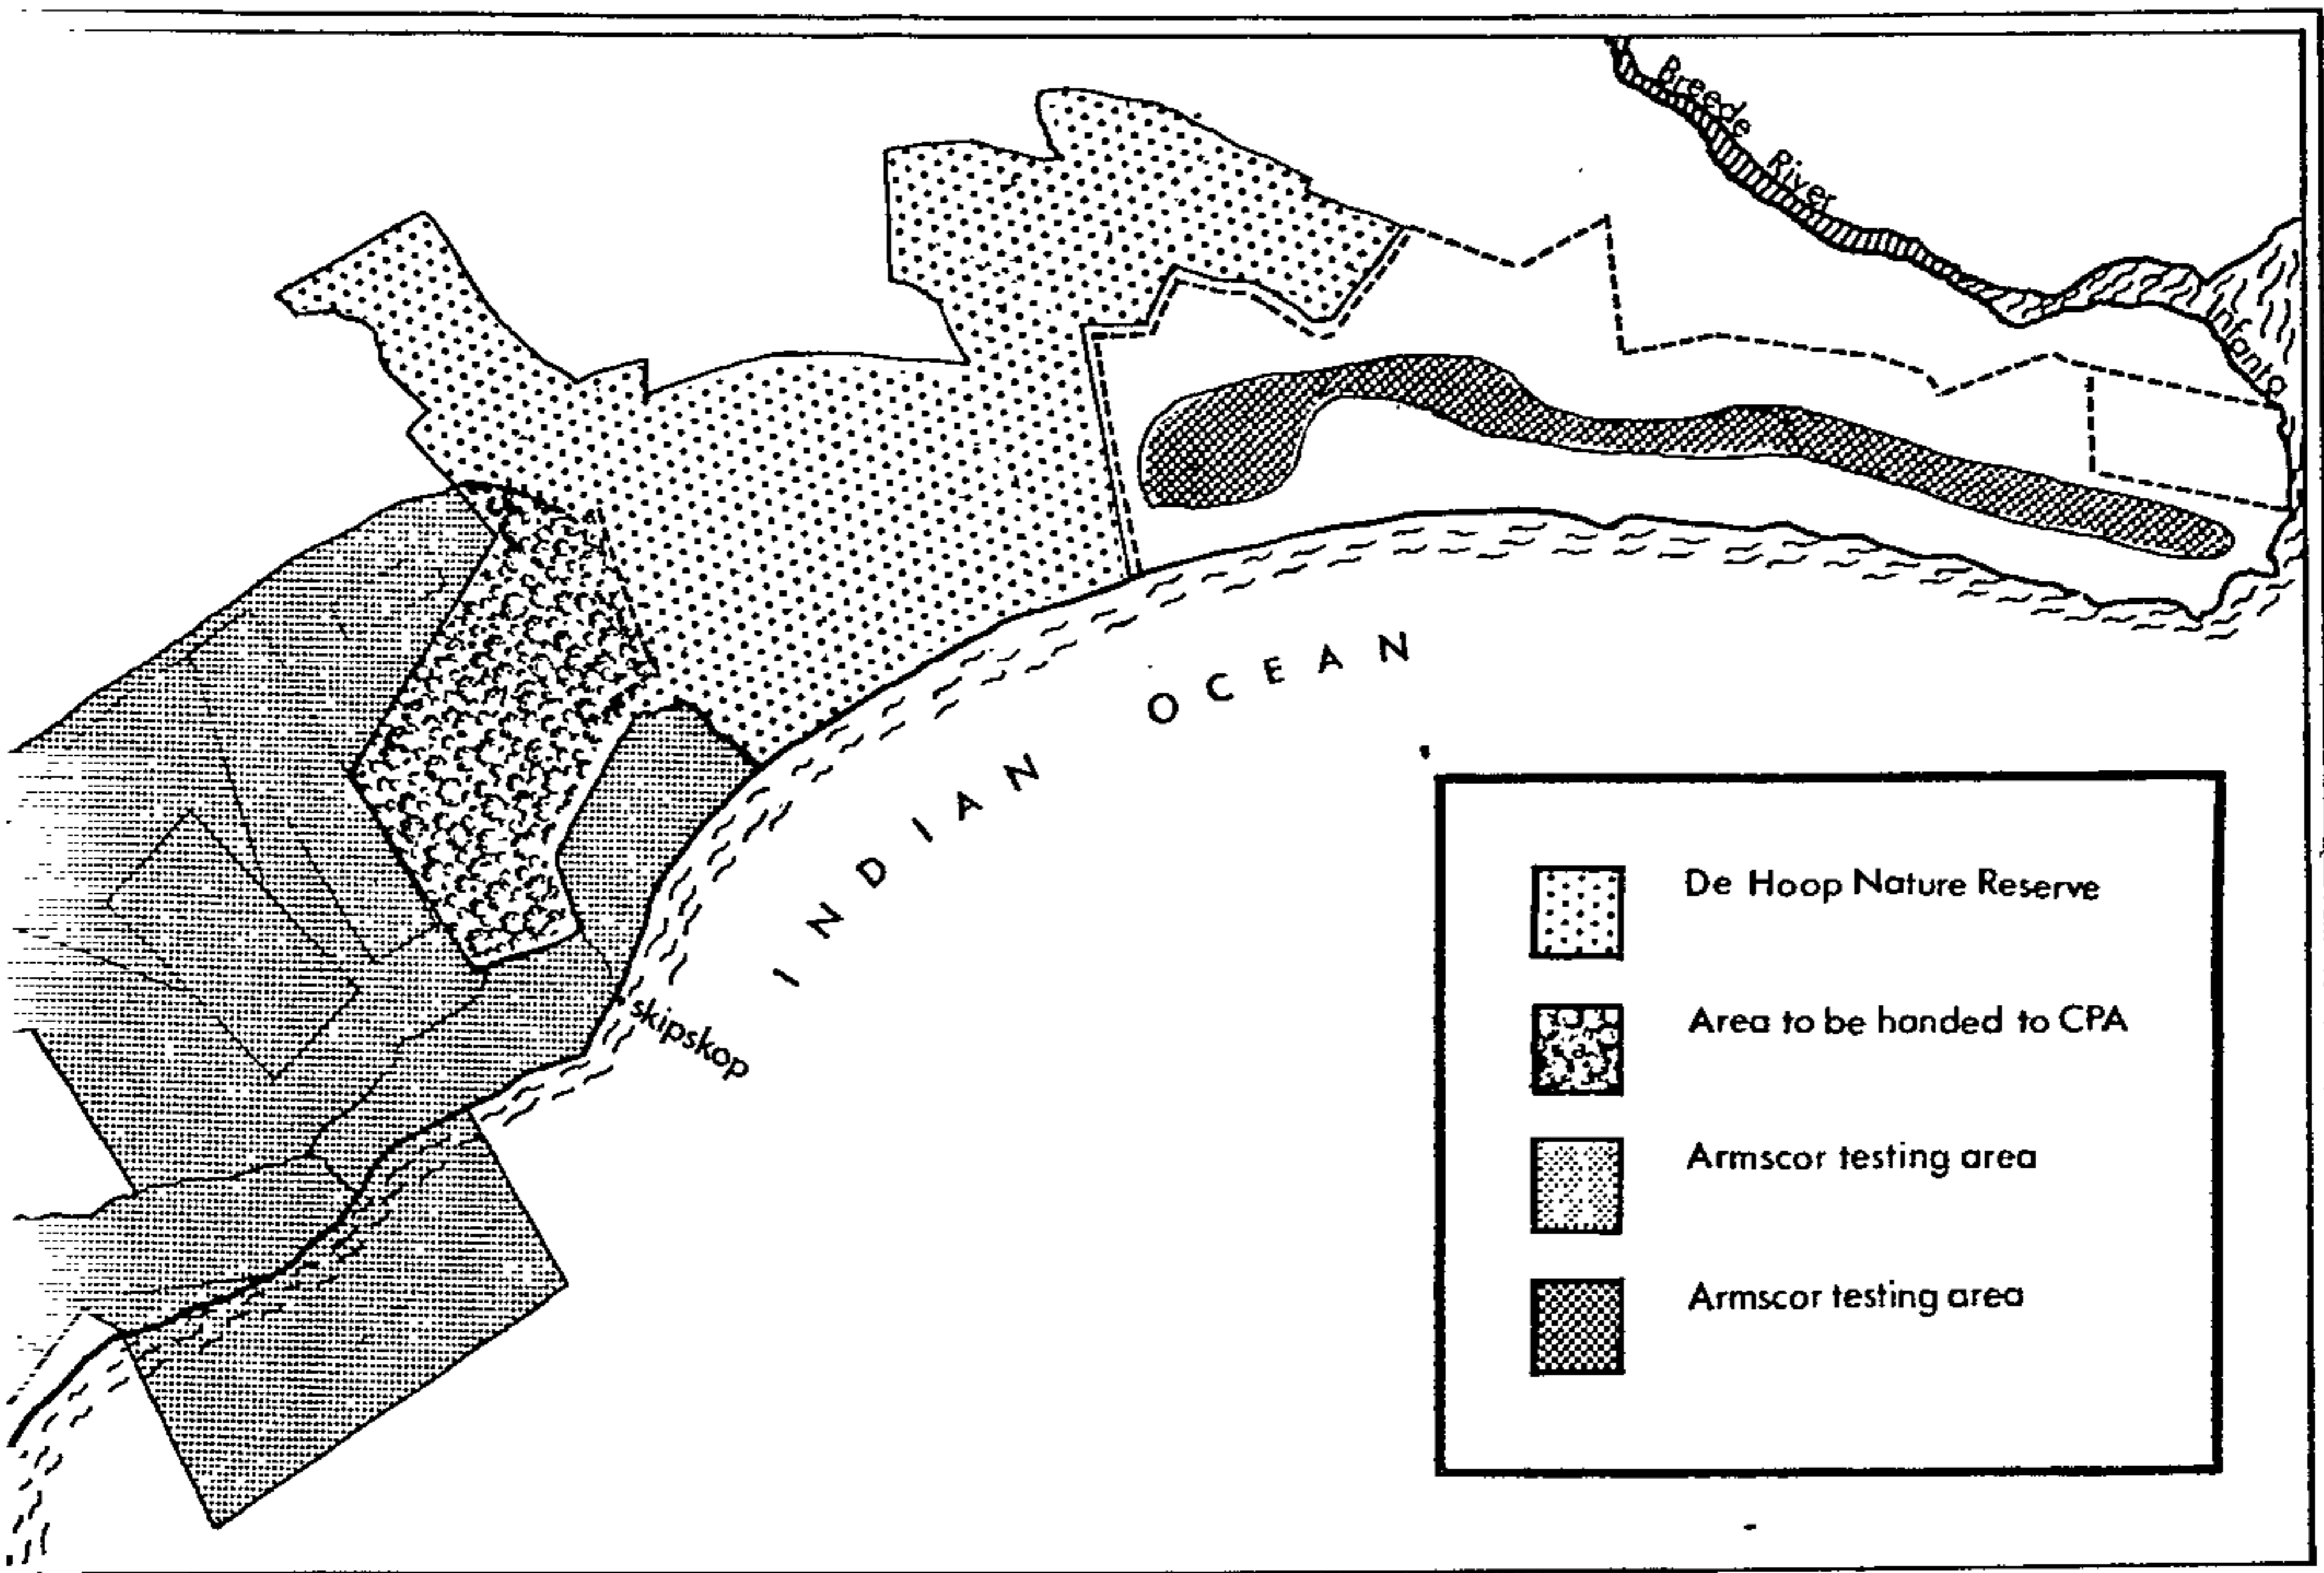 Breede River
Infanta
INDIAN OCEAN
skipskop
De Hoop Nature Reserve
Area to be handed to CPA
Armscor testing area
Armscor testing area